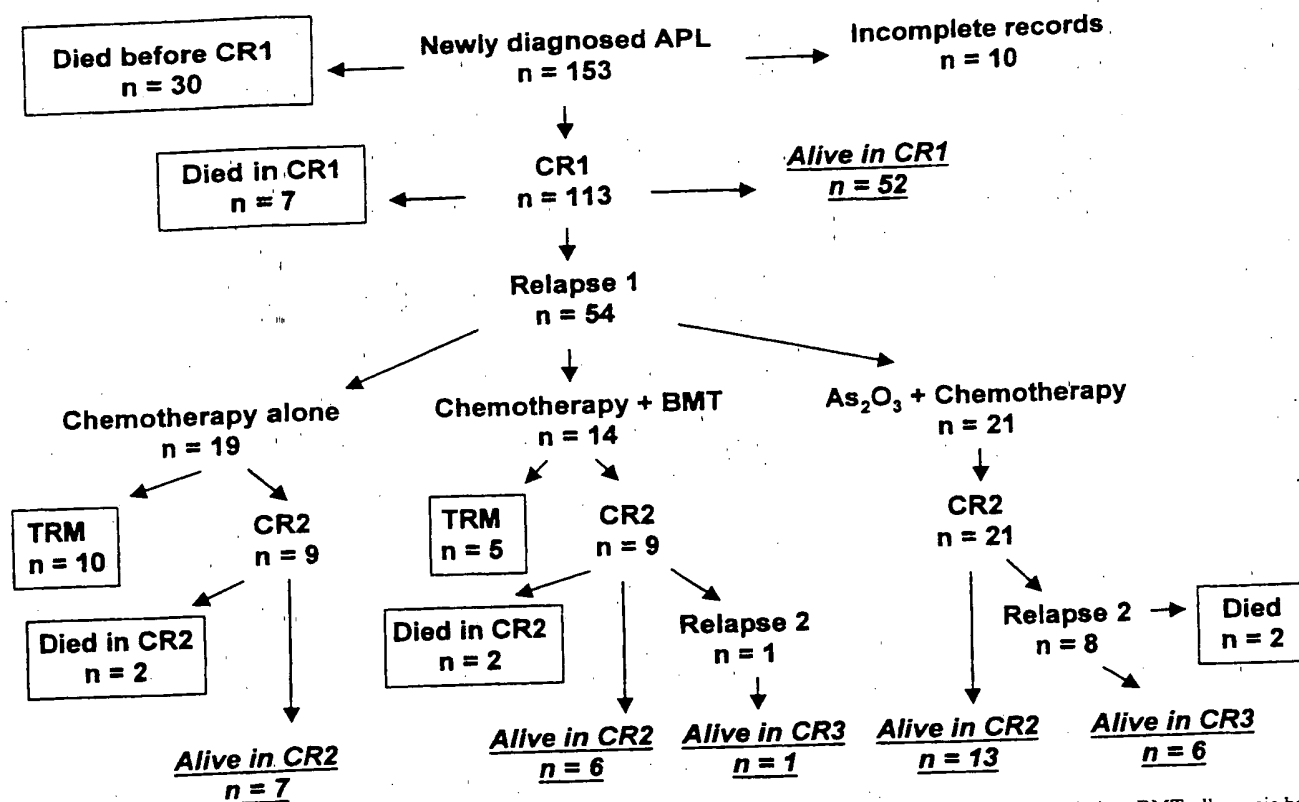 Died before CR1
n = 30
Newly diagnosed APL
n = 153
Incomplete records
n = 10
Died in CR1
n = 7
CR1
n = 113
Alive in CR1
n = 52
Relapse 1
n = 54
Chemotherapy alone
n = 19
Chemotherapy + BMT
n = 14
As₂O₃ + Chemotherapy
n = 21
TRM
n = 10
CR2
n = 9
TRM
n = 5
CR2
n = 9
CR2
n = 21
Died in CR2
n = 2
Died in CR2
n = 2
Relapse 2
n = 1
Relapse 2
n = 8
Died
n = 2
Alive in CR2
n = 7
Alive in CR2
n = 6
Alive in CR3
n = 1
Alive in CR2
n = 13
Alive in CR3
n = 6